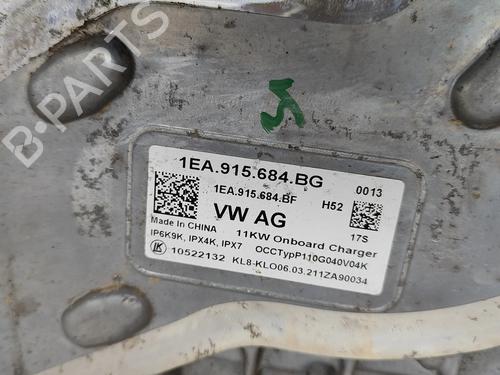 1EA.915.684.BG 0013
1EA.915.684.BF H52
VW AG 17S
Made In CHINA 11KW Onboard Charger
IP6K9K, IPX4K, IPX7 OCCTypP110G040V04K
LK 10522132 KL8-KLO06.03.211ZA90034
B-PARTS